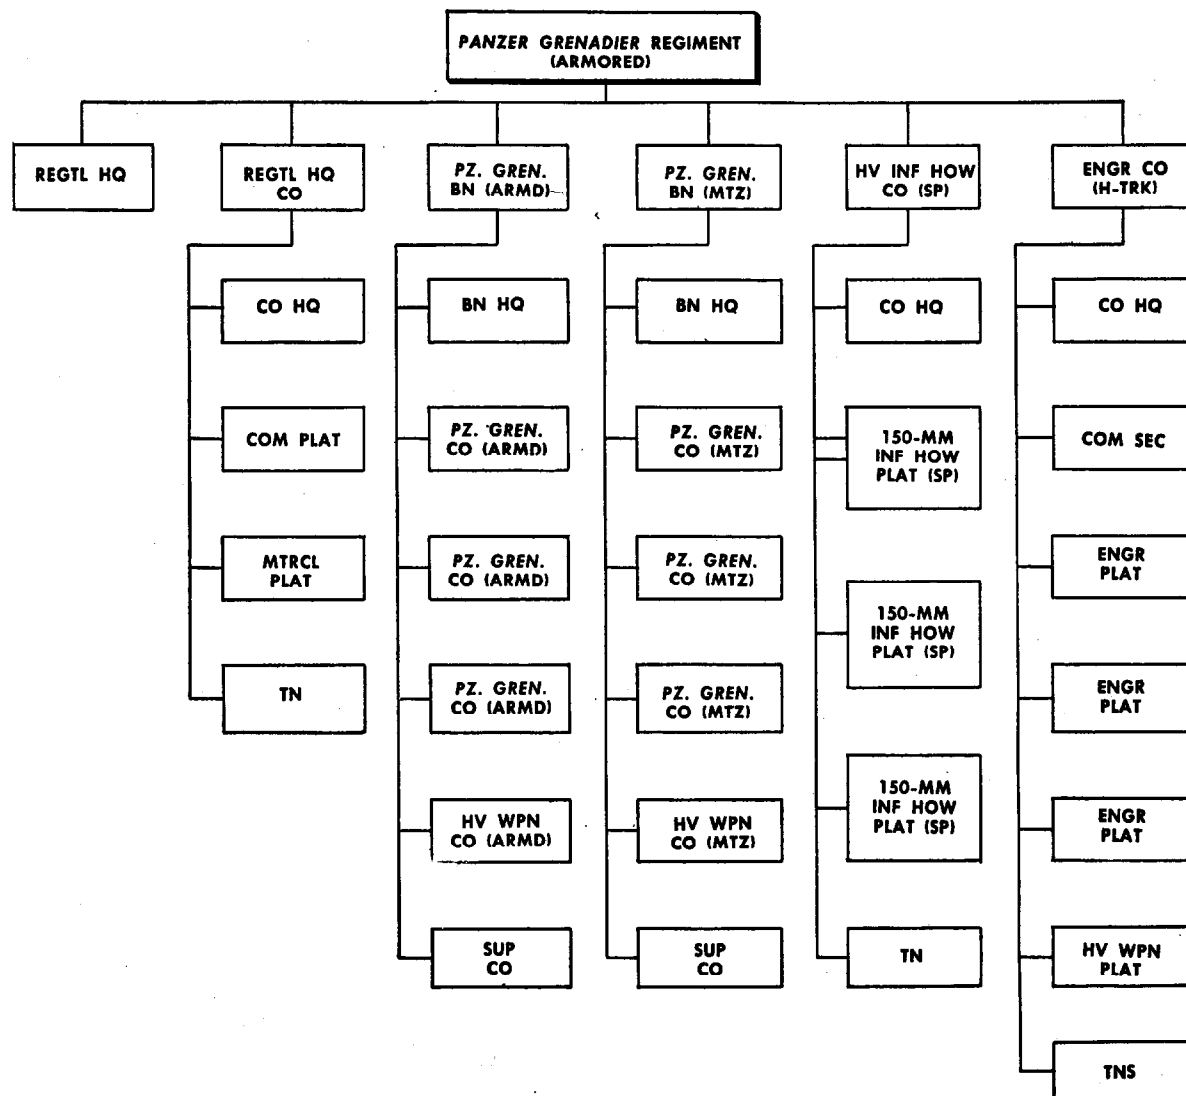 PANZER GRENADIER REGIMENT
(ARMORED)
REGTL HQ
REGTL HQ
CO
PZ. GREN.
BN (ARMD)
PZ. GREN.
BN (MTZ)
HV INF HOW
CO (SP)
ENGR CO
(H-TRK)
CO HQ
COM PLAT
MTRCL
PLAT
TN
BN HQ
PZ. GREN.
CO (ARMD)
PZ. GREN.
CO (ARMD)
PZ. GREN.
CO (ARMD)
HV WPN
CO (ARMD)
SUP
CO
BN HQ
PZ. GREN.
CO (MTZ)
PZ. GREN.
CO (MTZ)
PZ. GREN.
CO (MTZ)
HV WPN
CO (MTZ)
SUP
CO
CO HQ
150-MM
INF HOW
PLAT (SP)
150-MM
INF HOW
PLAT (SP)
150-MM
INF HOW
PLAT (SP)
TN
CO HQ
COM SEC
ENGR
PLAT
ENGR
PLAT
ENGR
PLAT
HV WPN
PLAT
TNS